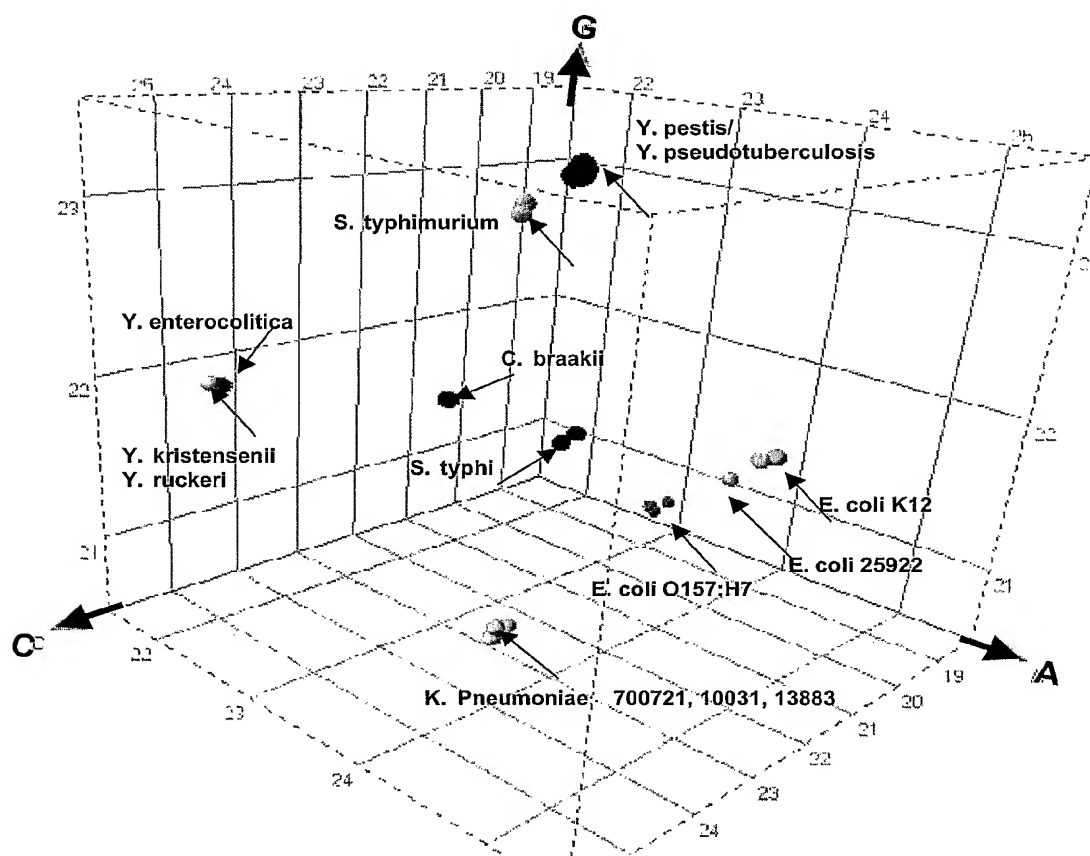 G
25 24 23 22 21 20 19 22 23 24 25
Y. pestis/
Y. pseudotuberculosis
23
S. typhimurium
Y. enterocolitica
C. braakii
22
22
Y. kristensenii
Y. ruckeri
S. typhi
E. coli K12
21
E. coli 25922
21
E. coli O157:H7
C
22
19
A
K. Pneumoniae 700721, 10031, 13883
20
23
21
22
24
23
24